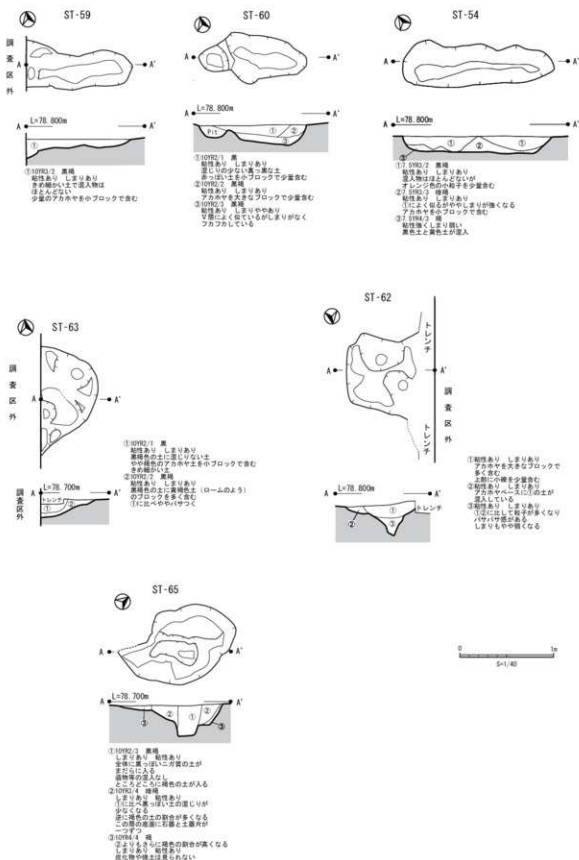 ST-59
調査区外
A
A'
L=78.800m
A
A'
①
①10YR3/2 黒褐
粘性あり しまりあり
きめ細かい土で混入物は
ほとんどない
少量のアカホヤを小ブロックで含む
ST-60
A
A'
L=78.800m
A
A'
Pit
①
②
③
①10YR2/1 黒
粘性あり しまりあり
混じりの少ない真っ黒な土
赤っぽい土を小ブロックで少量含む
②10YR2/2 黒褐
粘性あり しまりあり
アカホヤを大きなブロックで少量含む
③10YR2/3 黒褐
粘性あり しまりややあり
Ⅴ層によく似ているがしまりがなく
フカフカしている
ST-54
A
A'
L=78.800m
A
A'
①
②
①
③
①7.5YR3/2 黒褐
粘性あり しまりあり
混入物はほとんどないが
オレンジ色の小粒子を少量含む
②7.5YR3/3 暗褐
粘性あり しまりあり
①によく似るがややしまりが強くなる
アカホヤを小ブロックで含む
③7.5YR4/3 褐
粘性強くしまり弱い
黒色土と黄色土が混入
ST-63
調査区外
A
A'
調査区外
L=78.700m
A
A'
トレンチ
①
②
①10YR2/1 黒
粘性あり しまりあり
黒褐色の土に混じりない土
やや褐色のアカホヤ土を小ブロックで含む
きめ細かい土
②10YR2/2 黒褐
粘性あり しまりあり
黒褐色の土に黄褐色土(ロームのよう)
のブロックを多く含む
①に比べややパサつく
ST-62
トレンチ
調査区外
トレンチ
A
A'
L=78.800m
A
A'
トレンチ
①
②
③
①粘性あり しまりあり
アカホヤを大きなブロックで
多く含む
上部に小礫を少量含む
②粘性あり しまりあり
アカホヤベースに①の土が
混入している
③粘性あり しまりあり
①②に比して粒子が多くなり
パサパサ感がある
しまりもやや弱くなる
ST-65
A
A'
L=78.700m
A
A'
③
②
①
②
③
①10YR2/3 黒褐
しまりあり 粘性あり
全体に黒っぽいニガ質の土が
まだらに入る
遺物等の混入なし
ところどころに褐色の土が入る
②10YR3/4 暗褐
しまりあり 粘性あり
①に比べ黒っぽい土の混じりが
少なくなる
逆に褐色の土の割合が多くなる
この層の底面に石器と土器片が
一つずつ
③10YR4/4 褐
②よりもさらに褐色の割合が高くなる
しまりあり 粘性あり
炭化物や焼土は見られない
0
1m
S=1/40